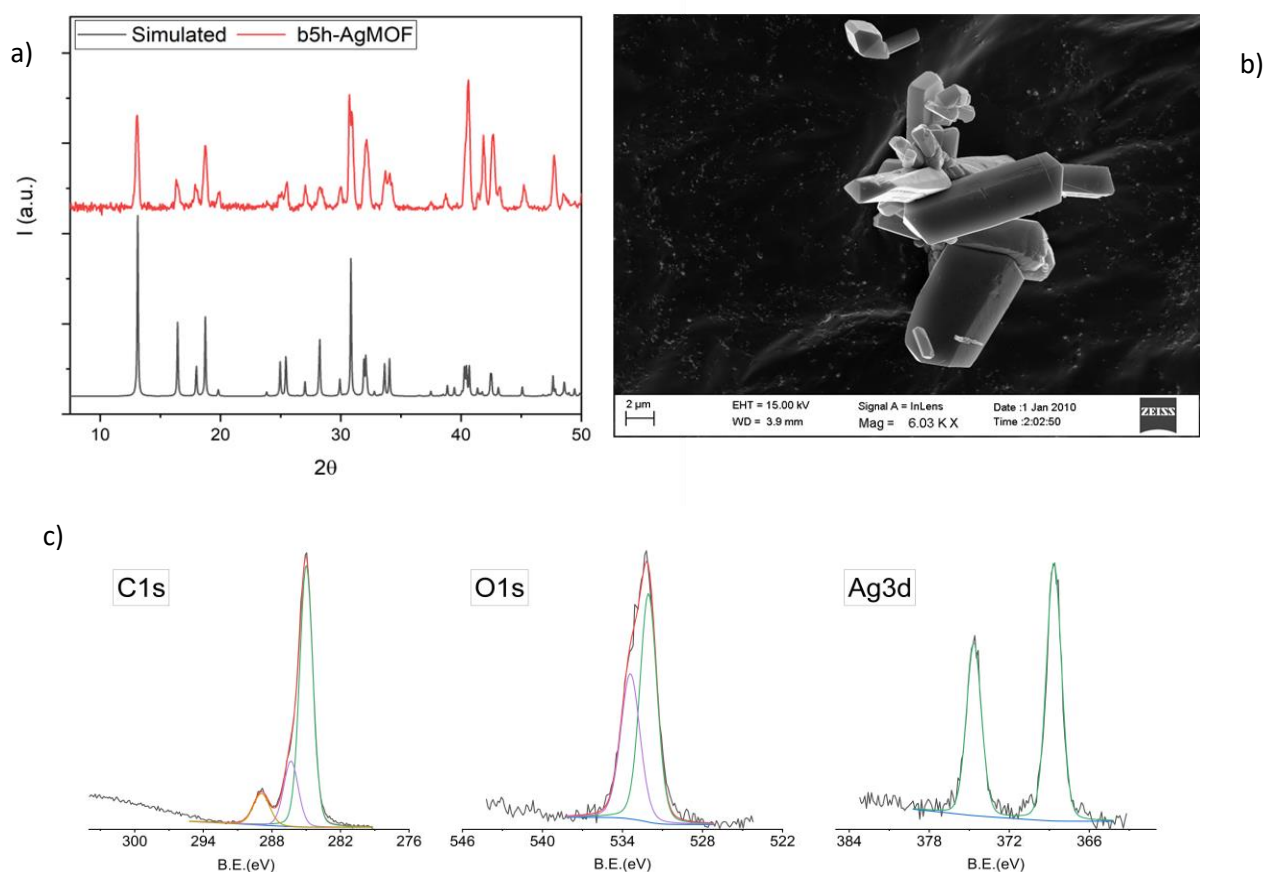 a)
Simulated b5h-AgMOF
I (a.u.)
10 20 30 40 50
2θ
b)
2 µm
EHT = 15.00 kV
WD = 3.9 mm
Signal A = InLens
Mag = 6.03 K X
Date :1 Jan 2010
Time :2:02:50
ZEISS
c)
C1s
300 294 288 282 276
B.E.(eV)
O1s
546 540 534 528 522
B.E.(eV)
Ag3d
384 378 372 366
B.E.(eV)